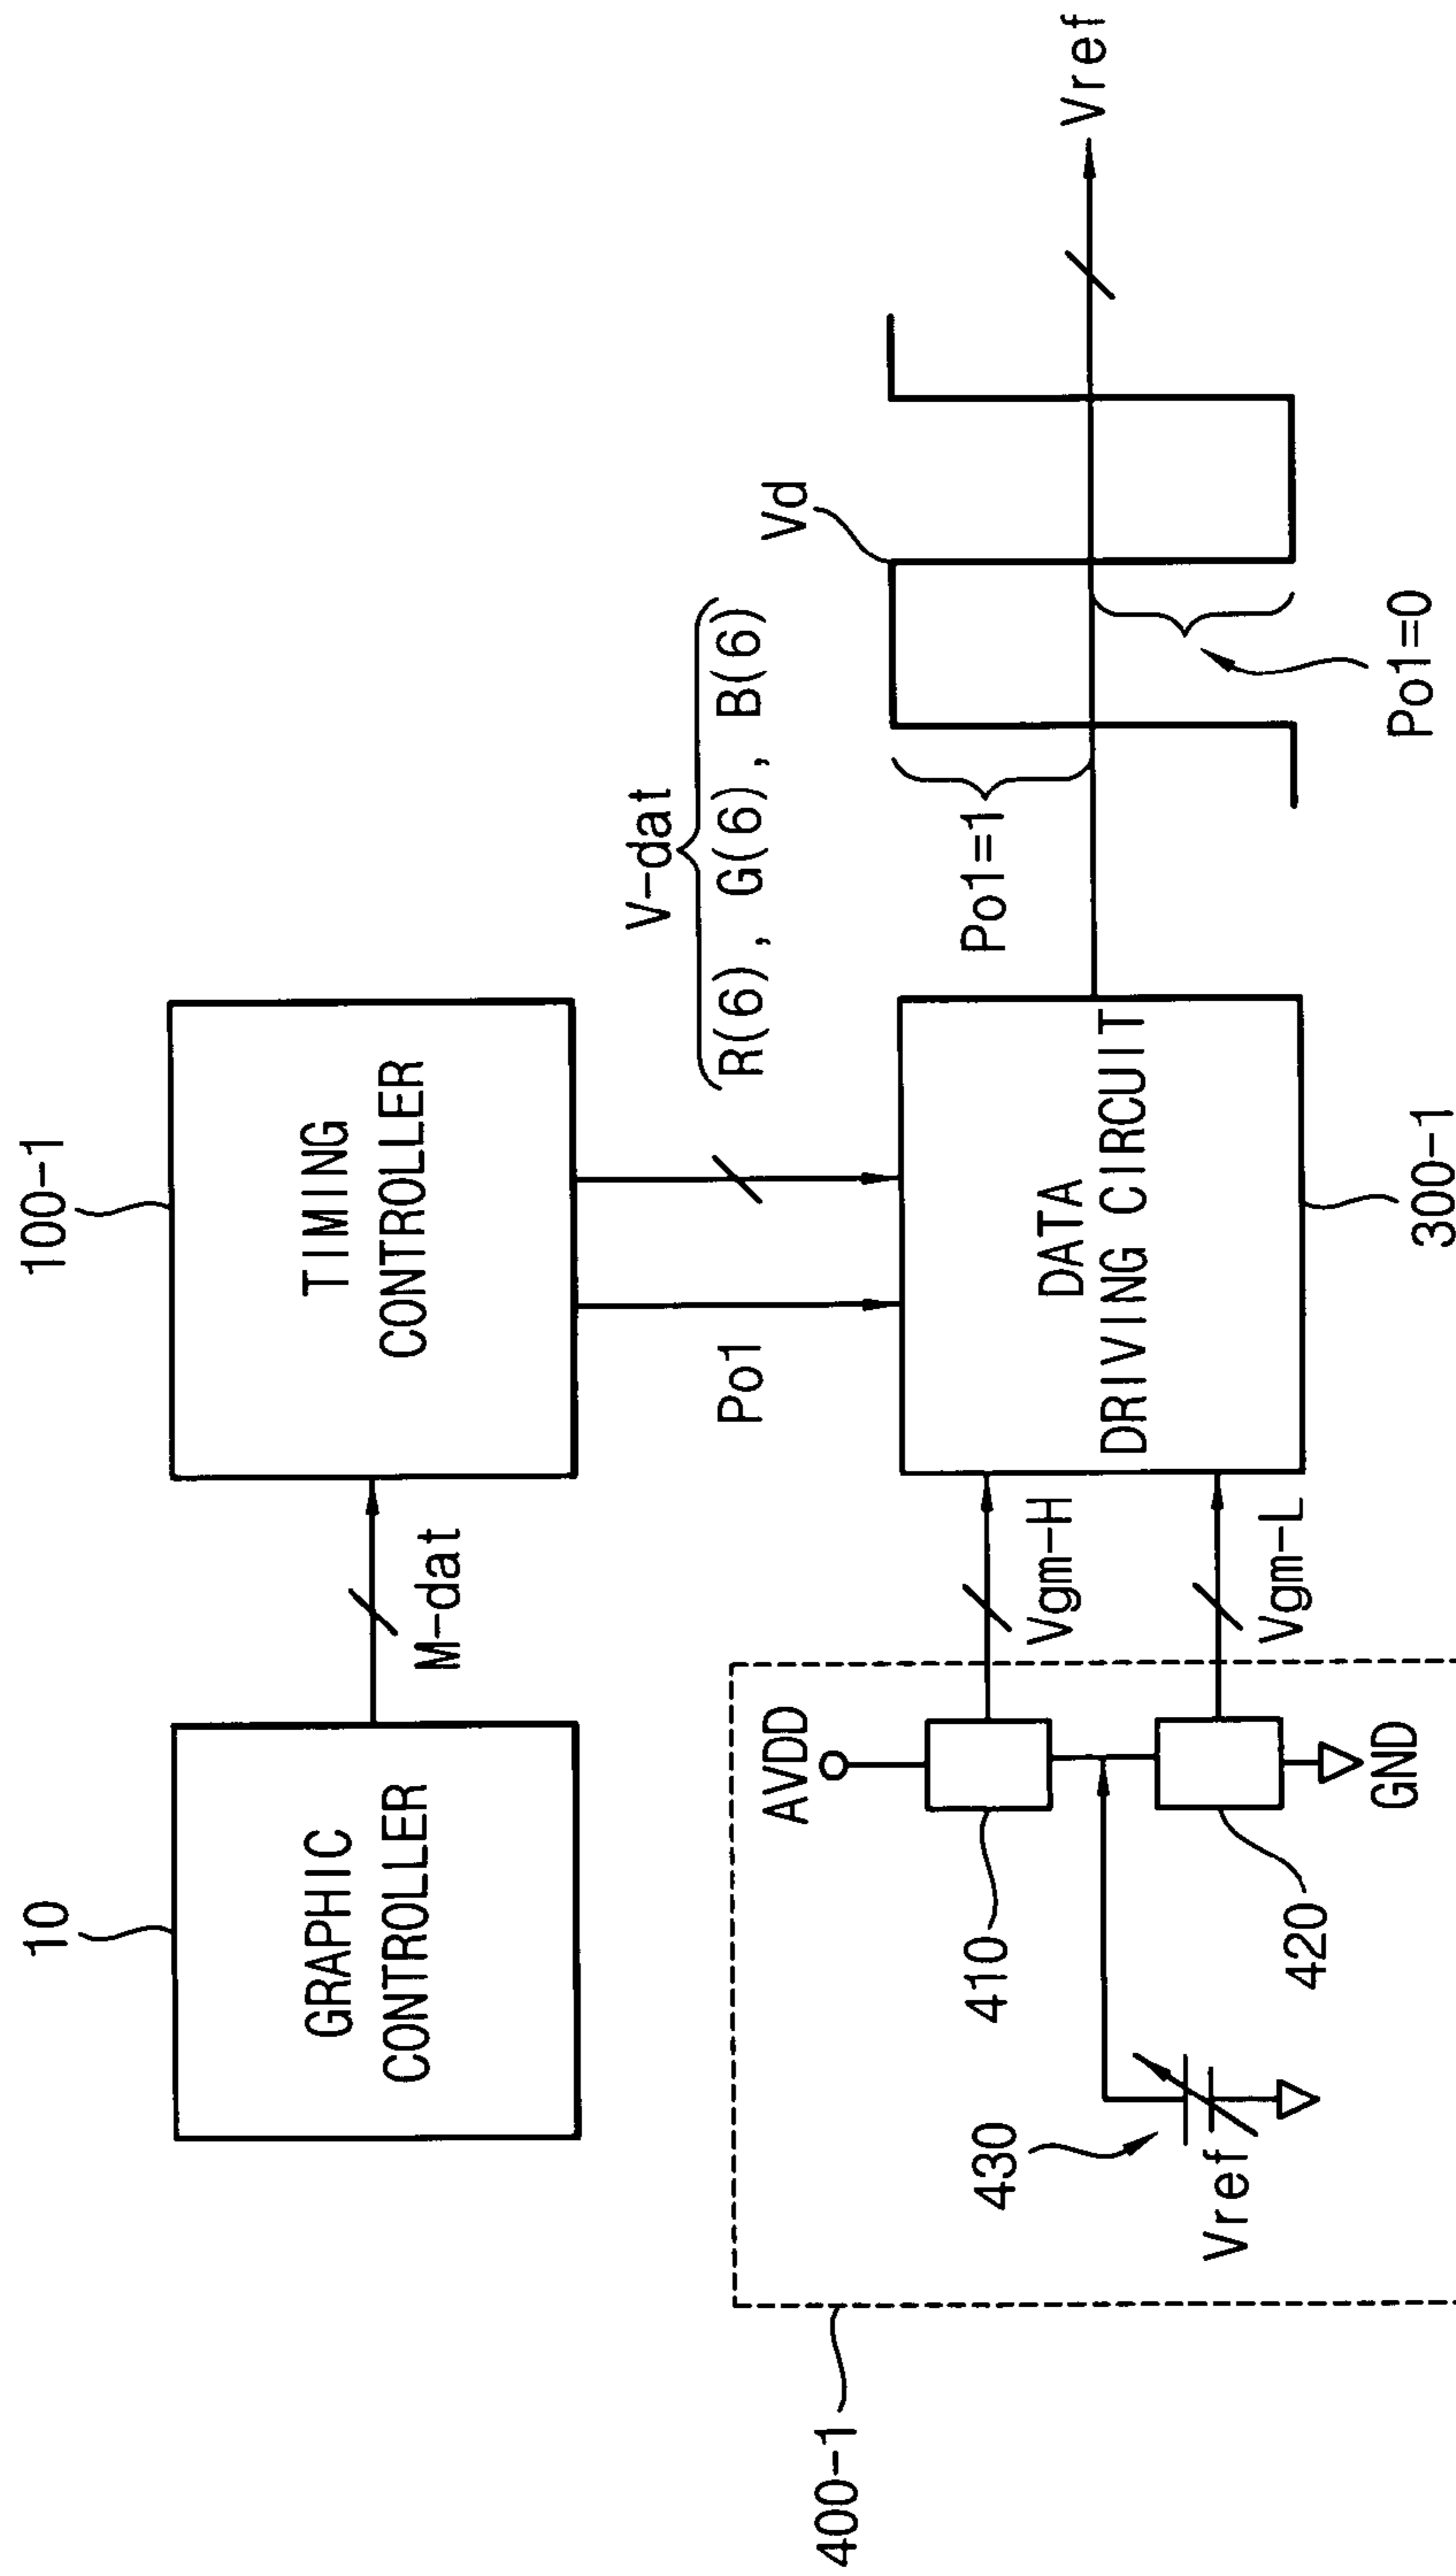 10
GRAPHIC
CONTROLLER
M-dat
100-1
TIMING
CONTROLLER
Po1
V-dat
R(6), G(6), B(6)
400-1
AVDD
410
420
430
Vref
GND
Vgm-H
Vgm-L
DATA
DRIVING CIRCUIT
300-1
Po1=1
Vd
Po1=0
Vref